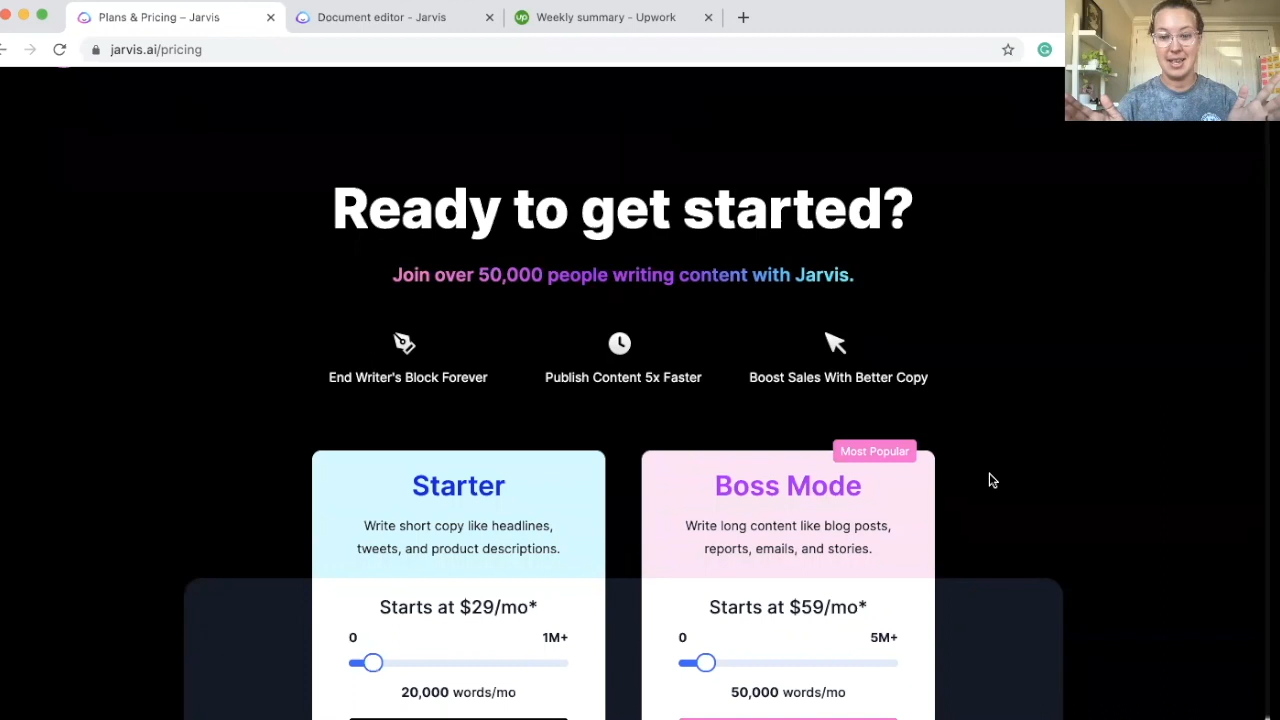 Plans & Pricing – Jarvis
Document editor - Jarvis
up Weekly summary - Upwork
jarvis.ai/pricing
Ready to get started?
Join over 50,000 people writing content with Jarvis.
End Writer's Block Forever
Publish Content 5x Faster
Boost Sales With Better Copy
Most Popular
Starter
Write short copy like headlines,
tweets, and product descriptions.
Starts at $29/mo*
0 1M+
20,000 words/mo
Boss Mode
Write long content like blog posts,
reports, emails, and stories.
Starts at $59/mo*
0 5M+
50,000 words/mo